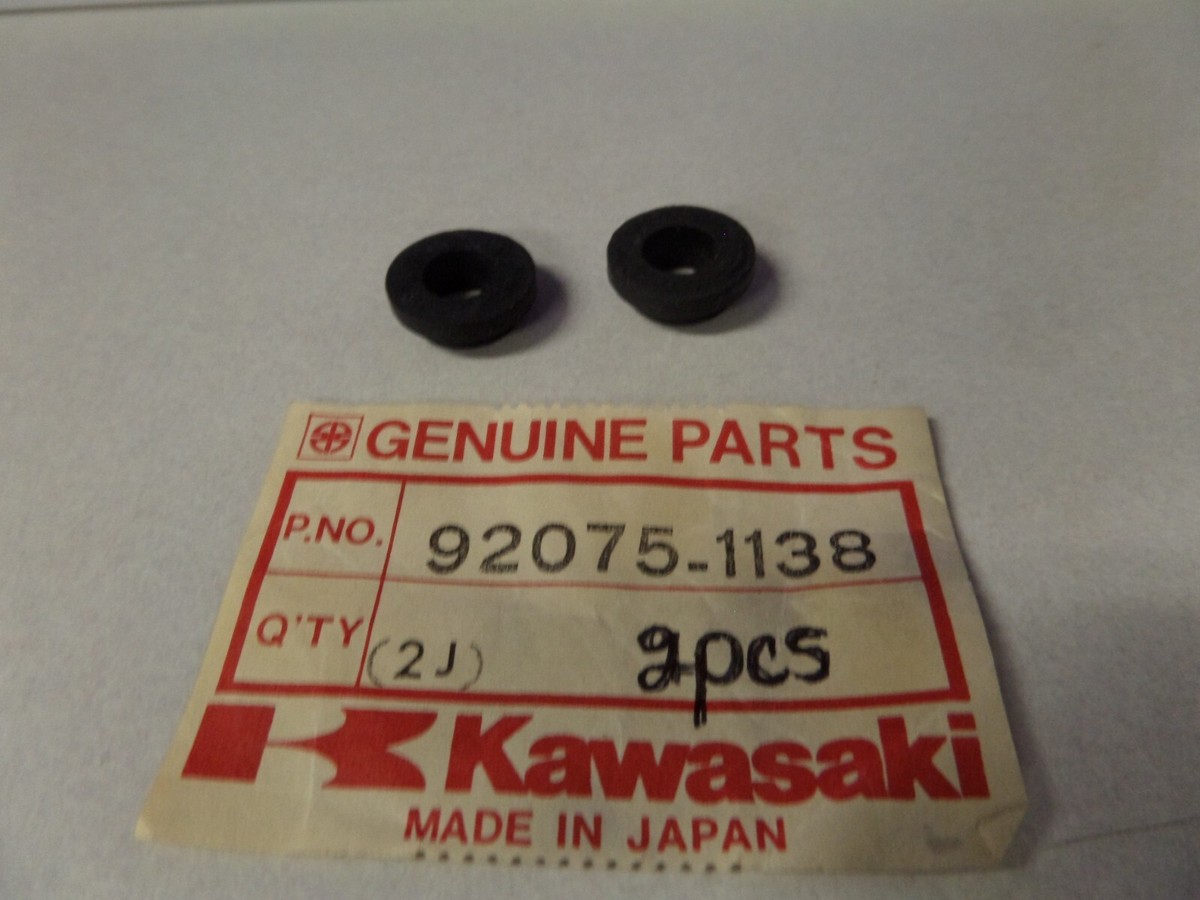 GENUINE PARTS
P.NO. 92075-1138
Q'TY (2J) 2pcs
Kawasaki
MADE IN JAPAN